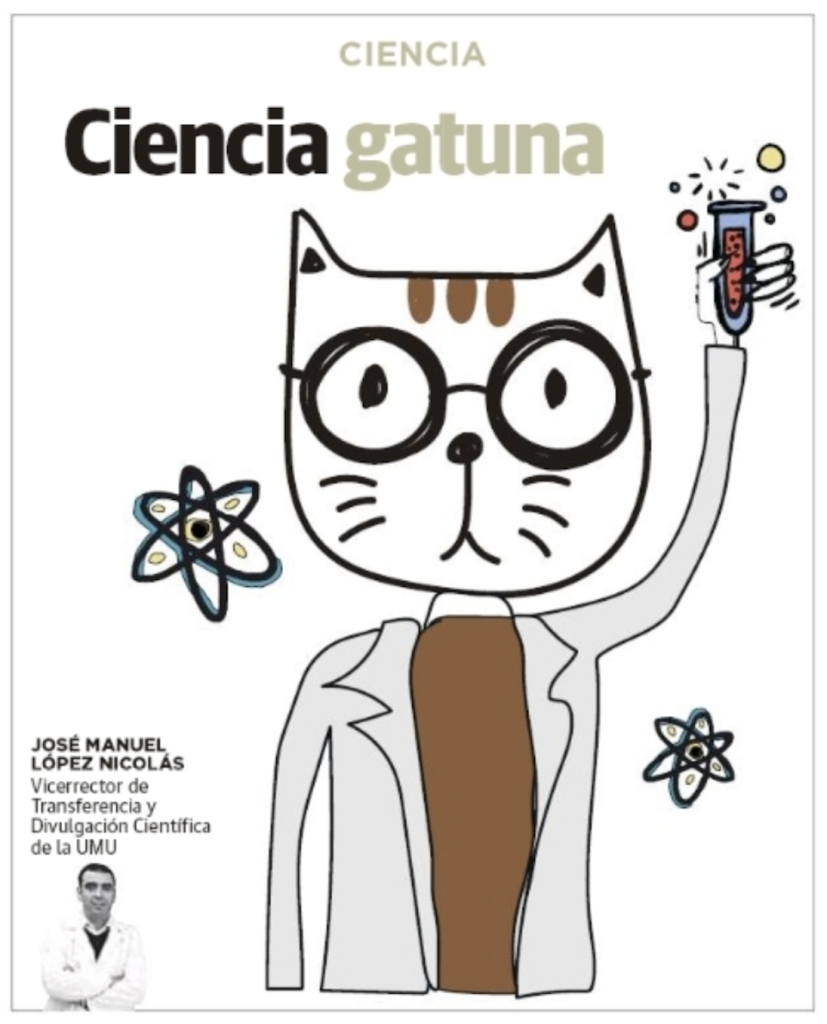 CIENCIA
Ciencia gatuna
JOSÉ MANUEL
LÓPEZ NICOLÁS
Vicerrector de
Transferencia y
Divulgación Científica
de la UMU